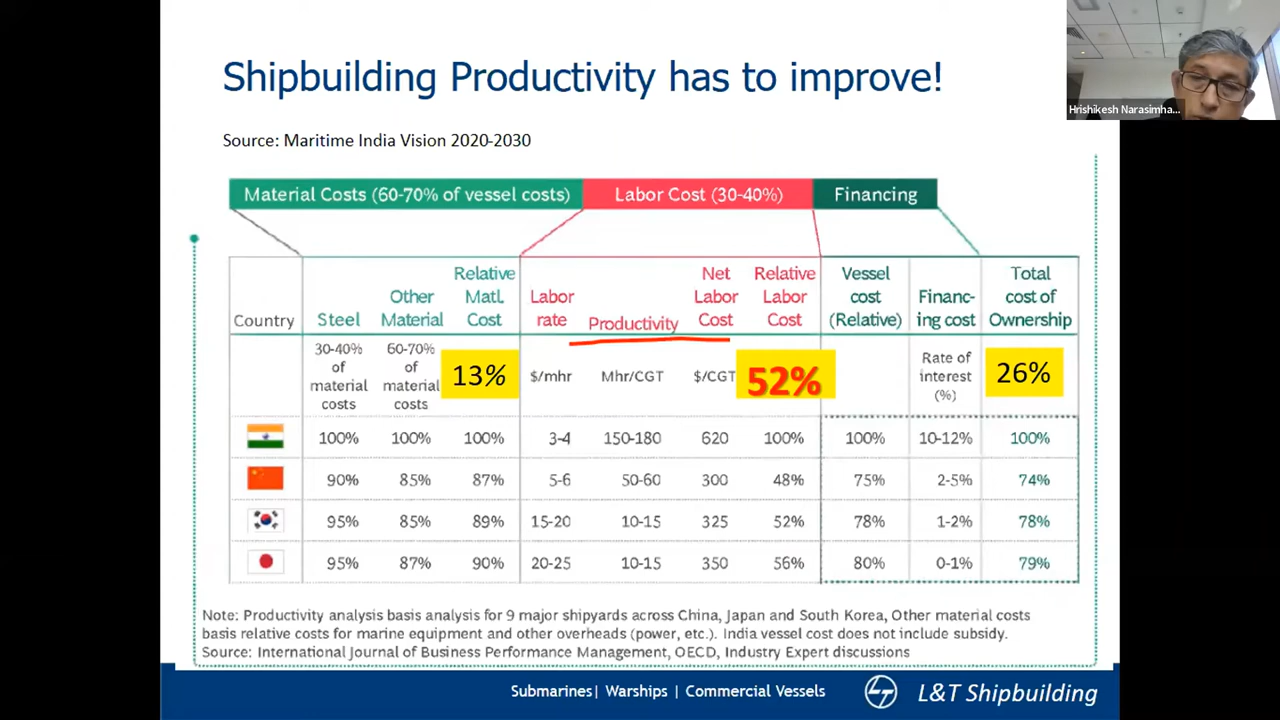 Shipbuilding Productivity has to improve!
Hrishikesh Narasimha...
Source: Maritime India Vision 2020-2030
Material Costs (60-70% of vessel costs) Labor Cost (30-40%) Financing
Country Steel Other Material Relative Matl. Cost Labor rate Productivity Net Labor Cost Relative Labor Cost Vessel cost (Relative) Financ-ing cost Total cost of Ownership
30-40% of material costs 60-70% of material costs 13% $/mhr Mhr/CGT $/CGT 52% Rate of interest (%) 26%
100% 100% 100% 3-4 150-180 620 100% 100% 10-12% 100%
90% 85% 87% 5-6 50-60 300 48% 75% 2-5% 74%
95% 85% 89% 15-20 10-15 325 52% 78% 1-2% 78%
95% 87% 90% 20-25 10-15 350 56% 80% 0-1% 79%
Note: Productivity analysis basis analysis for 9 major shipyards across China, Japan and South Korea, Other material costs
basis relative costs for marine equipment and other overheads (power, etc.). India vessel cost does not include subsidy.
Source: International Journal of Business Performance Management, OECD, Industry Expert discussions
Submarines| Warships | Commercial Vessels L&T Shipbuilding